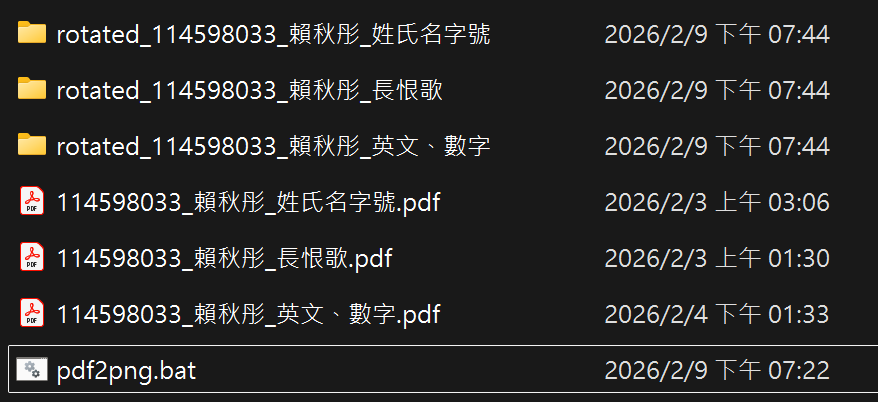 rotated_114598033_賴秋彤_姓氏名字號 2026/2/9 下午 07:44
rotated_114598033_賴秋彤_長恨歌 2026/2/9 下午 07:44
rotated_114598033_賴秋彤_英文、數字 2026/2/9 下午 07:44
PDF 114598033_賴秋彤_姓氏名字號.pdf 2026/2/3 上午 03:06
PDF 114598033_賴秋彤_長恨歌.pdf 2026/2/3 上午 01:30
PDF 114598033_賴秋彤_英文、數字.pdf 2026/2/4 下午 01:33
pdf2png.bat 2026/2/9 下午 07:22